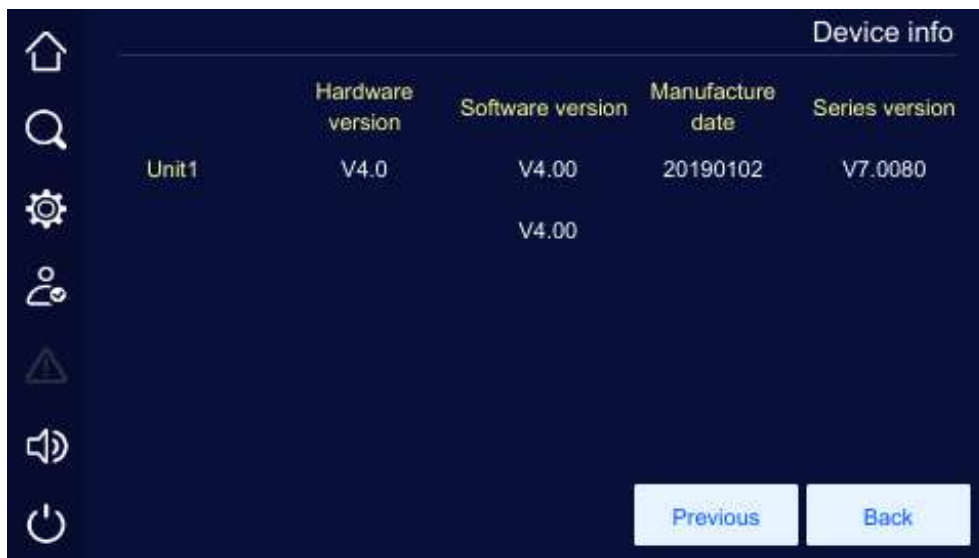 Device info
Hardware version
Software version
Manufacture date
Series version
Unit1 V4.0 V4.00 20190102 V7.0080
V4.00
Previous Back